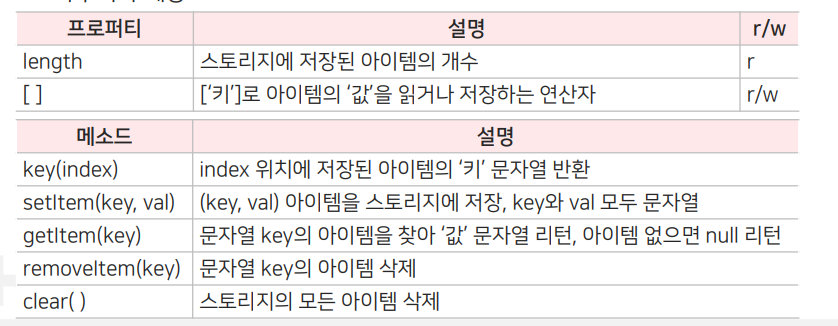 프로퍼티 설명 r/w
length 스토리지에 저장된 아이템의 개수 r
[ ] [‘키’]로 아이템의 ‘값’을 읽거나 저장하는 연산자 r/w
메소드 설명
key(index) index 위치에 저장된 아이템의 ‘키’ 문자열 반환
setItem(key, val) (key, val) 아이템을 스토리지에 저장, key와 val 모두 문자열
getItem(key) 문자열 key의 아이템을 찾아 ‘값’ 문자열 리턴, 아이템 없으면 null 리턴
removeItem(key) 문자열 key의 아이템 삭제
clear( ) 스토리지의 모든 아이템 삭제